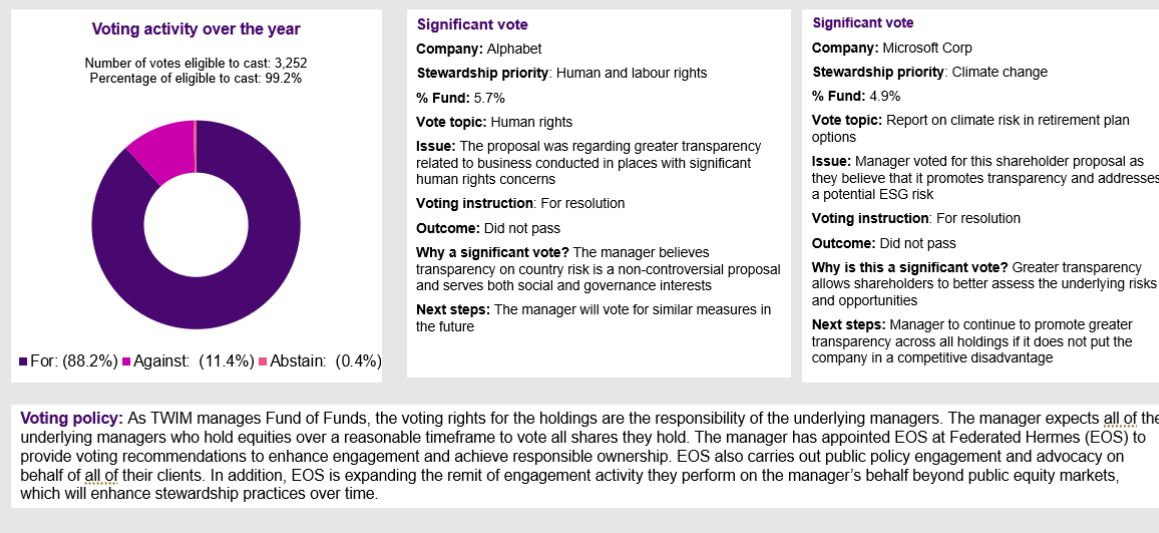 Voting activity over the year
Number of votes eligible to cast: 3,252
Percentage of eligible to cast: 99.2%
For: (88.2%) Against: (11.4%) Abstain: (0.4%)
Significant vote
Company: Alphabet
Stewardship priority: Human and labour rights
% Fund: 5.7%
Vote topic: Human rights
Issue: The proposal was regarding greater transparency
related to business conducted in places with significant
human rights concerns
Voting instruction: For resolution
Outcome: Did not pass
Why a significant vote? The manager believes
transparency on country risk is a non-controversial proposal
and serves both social and governance interests
Next steps: The manager will vote for similar measures in
the future
Significant vote
Company: Microsoft Corp
Stewardship priority: Climate change
% Fund: 4.9%
Vote topic: Report on climate risk in retirement plan
options
Issue: Manager voted for this shareholder proposal as
they believe that it promotes transparency and addresses
a potential ESG risk
Voting instruction: For resolution
Outcome: Did not pass
Why is this a significant vote? Greater transparency
allows shareholders to better assess the underlying risks
and opportunities
Next steps: Manager to continue to promote greater
transparency across all holdings if it does not put the
company in a competitive disadvantage
Voting policy: As TWIM manages Fund of Funds, the voting rights for the holdings are the responsibility of the underlying managers. The manager expects all of the
underlying managers who hold equities over a reasonable timeframe to vote all shares they hold. The manager has appointed EOS at Federated Hermes (EOS) to
provide voting recommendations to enhance engagement and achieve responsible ownership. EOS also carries out public policy engagement and advocacy on
behalf of all of their clients. In addition, EOS is expanding the remit of engagement activity they perform on the manager's behalf beyond public equity markets,
which will enhance stewardship practices over time.